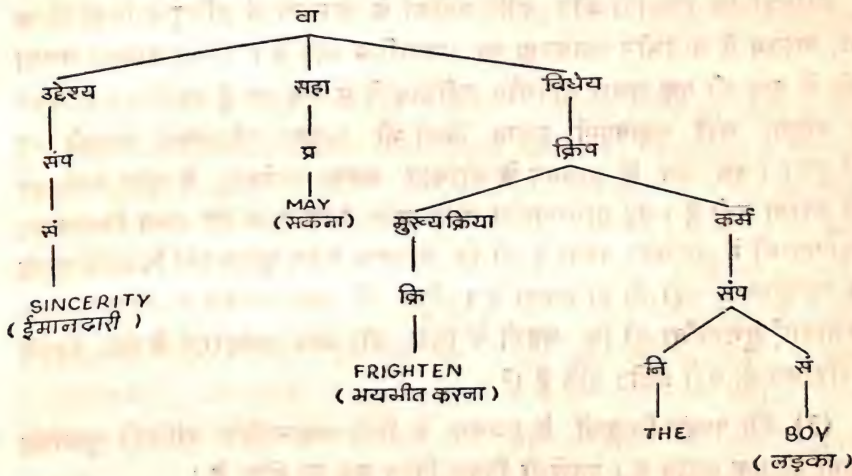 वा
उद्देश्य सहा विधेय
संप प्र क्रिप
सं MAY मुख्य क्रिया कर्म
(सकना)
SINCERITY क्रि संप
(ईमानदारी)
FRIGHTEN नि सं
(भयभीत करना)
THE BOY
(लड़का)